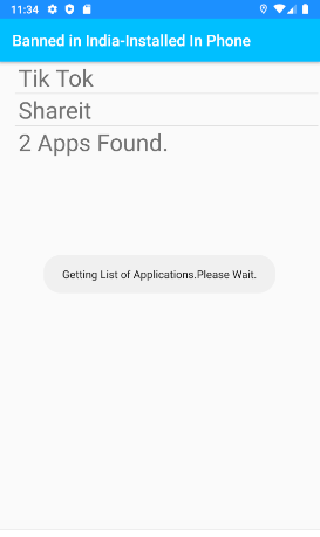 11:34
Banned in India-Installed In Phone
Tik Tok
Shareit
2 Apps Found.
Getting List of Applications.Please Wait.